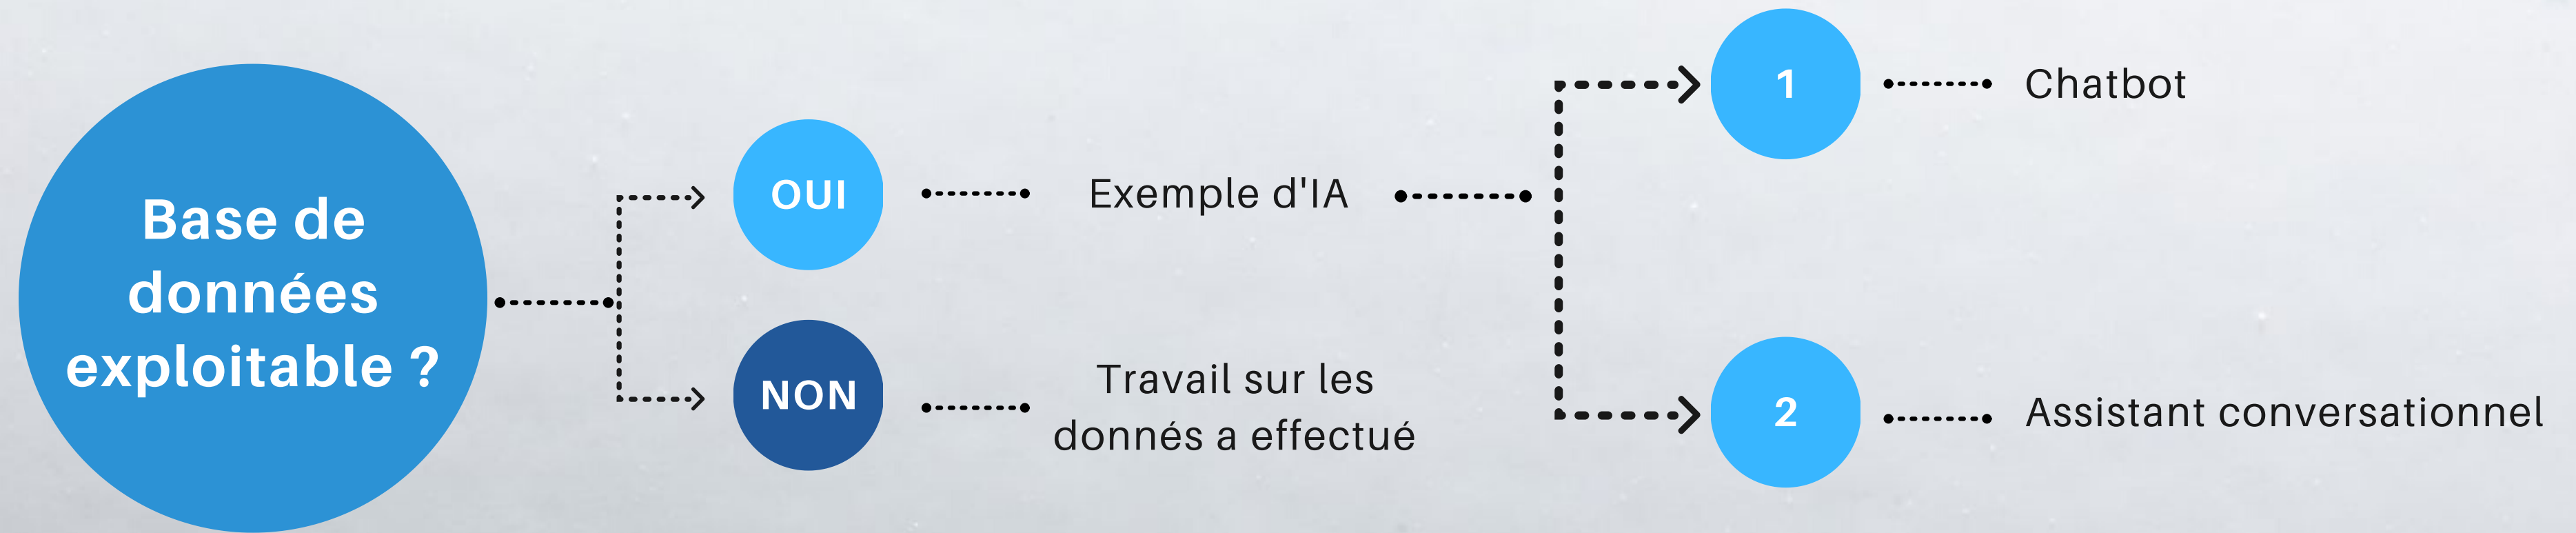 Base de
données
exploitable ?
OUI
Exemple d'IA
NON
Travail sur les
donnés a effectué
1
Chatbot
2
Assistant conversationnel